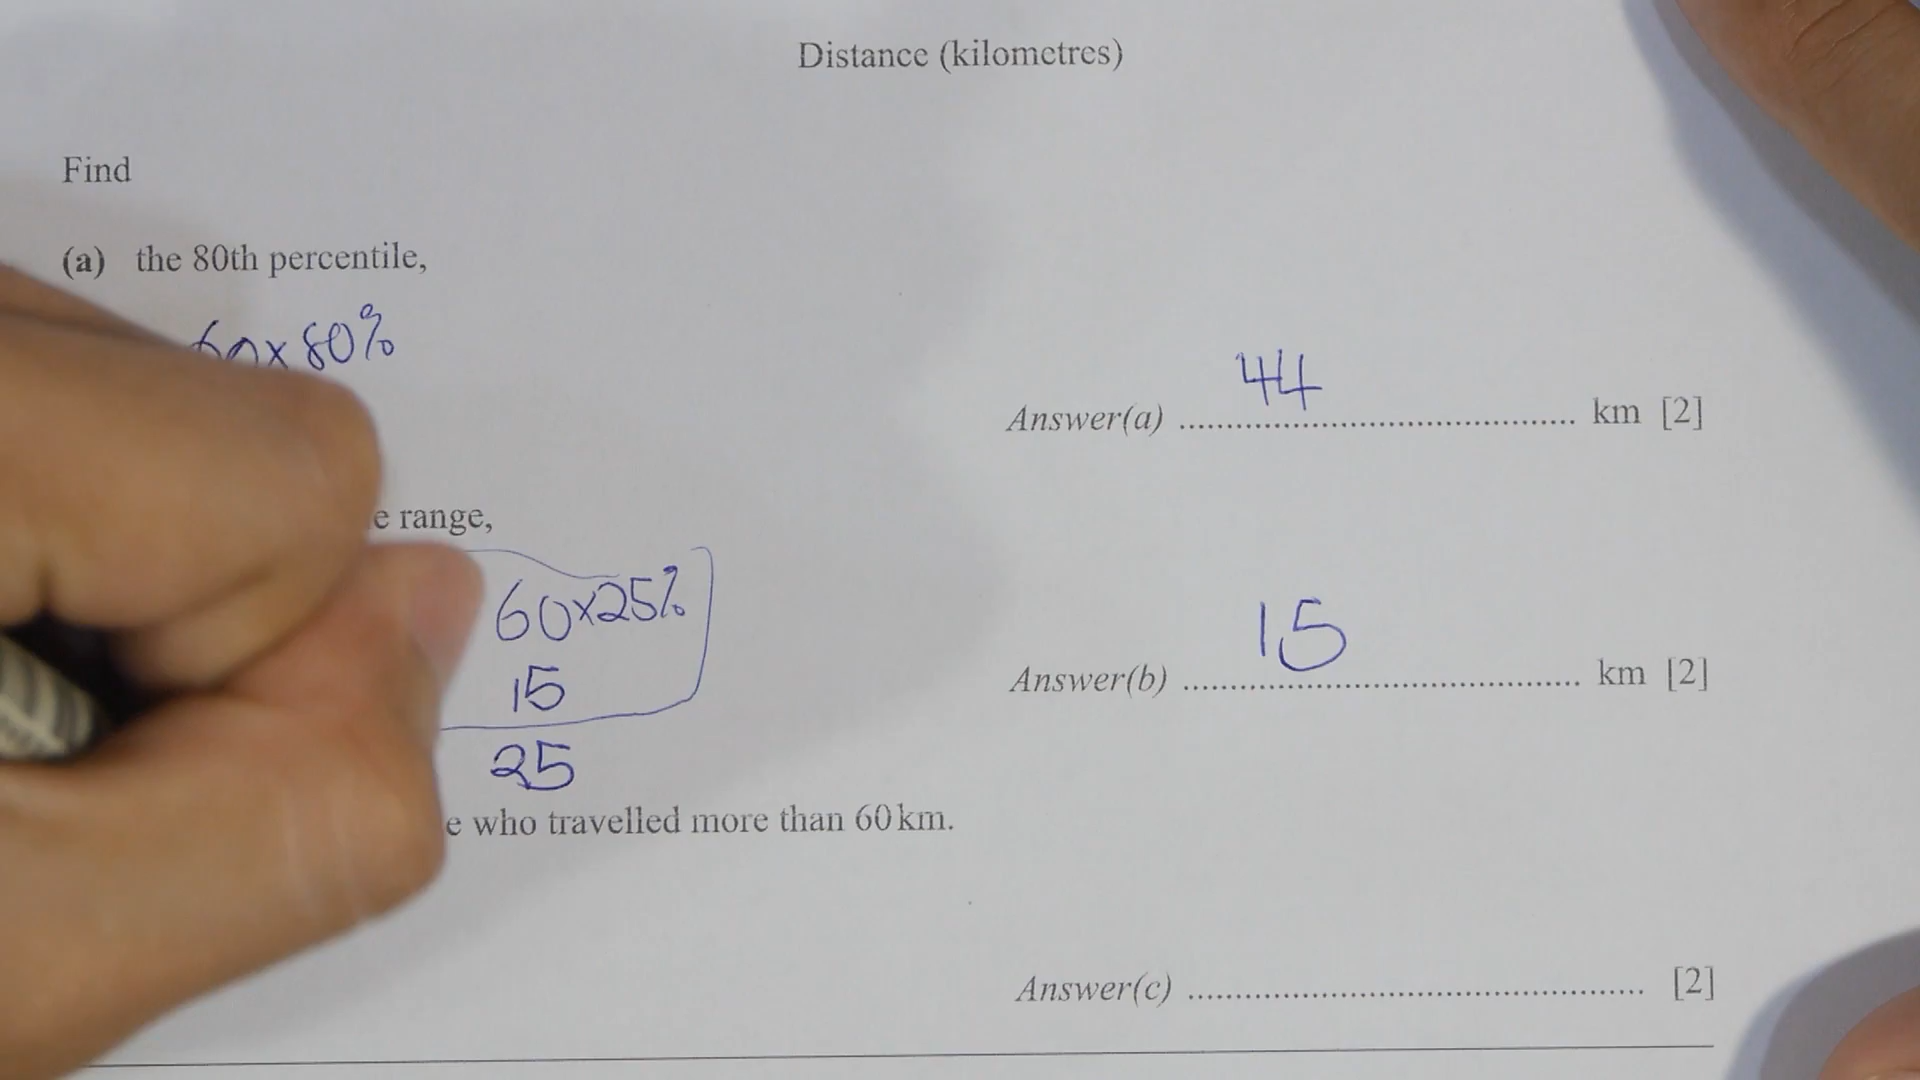 Distance (kilometres)
Find
(a) the 80th percentile,
60x80%
44
Answer(a) ........................................ km [2]
range,
60x25%
15
15
Answer(b) ........................................ km [2]
25
who travelled more than 60 km.
Answer(c) ............................................. [2]